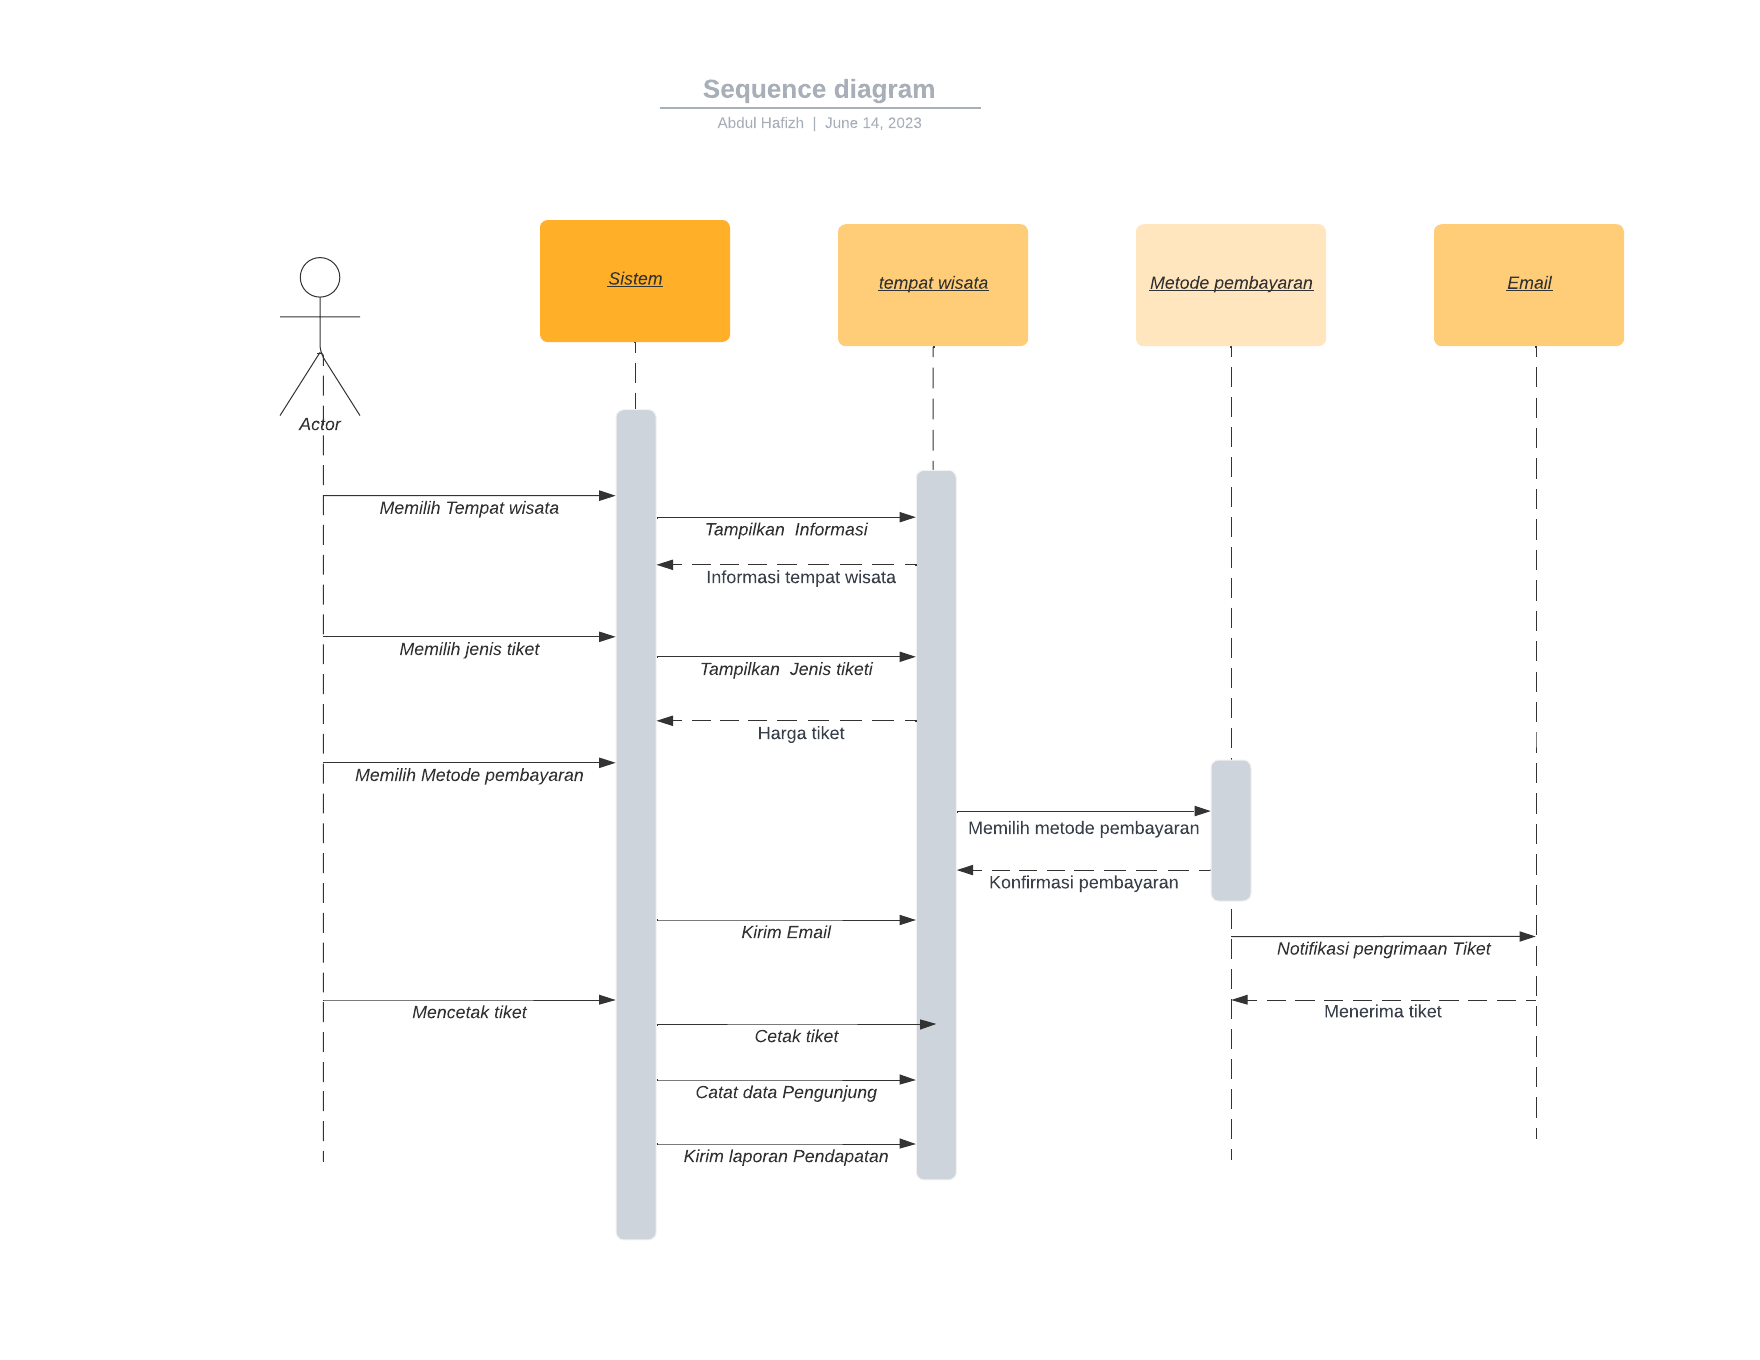 Sequence diagram
Abdul Hafizh | June 14, 2023
Sistem
tempat wisata
Metode pembayaran
Email
Actor
Memilih Tempat wisata
Tampilkan  Informasi
Informasi tempat wisata
Memilih jenis tiket
Tampilkan  Jenis tiketi
Harga tiket
Memilih Metode pembayaran
Memilih metode pembayaran
Konfirmasi pembayaran
Kirim Email
Notifikasi pengrimaan Tiket
Mencetak tiket
Menerima tiket
Cetak tiket
Catat data Pengunjung
Kirim laporan Pendapatan